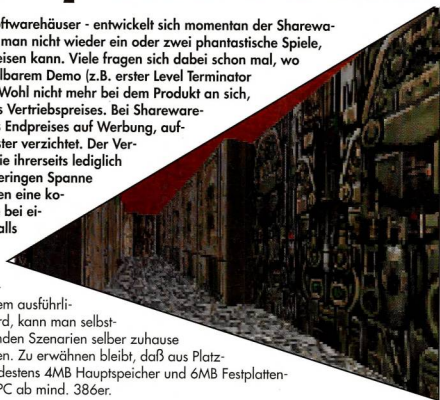 oftwarehäuser - entwickelt sich momentan der Sharewa-
man nicht wieder ein oder zwei phantastische Spiele,
eisen kann. Viele fragen sich dabei schon mal, wo
lbarem Demo (z.B. erster Level Terminator
Wohl nicht mehr bei dem Produkt an sich,
s Vertriebspreises. Bei Shareware-
s Endpreises auf Werbung, auf-
ster verzichtet. Der Ver-
ie ihrerseits lediglich
eringen Spanne
en eine ko-
bei ei-
alls
em ausführli-
rd, kann man selbst-
nden Szenarien selber zuhause
en. Zu erwähnen bleibt, daß aus Platz-
destens 4MB Hauptspeicher und 6MB Festplatten-
PC ab mind. 386er.